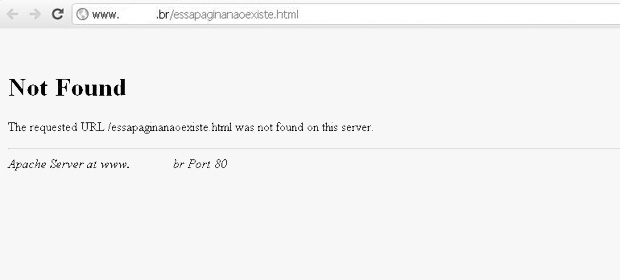 www. .br/essapaginanaoexiste.html
Not Found
The requested URL /essapaginanaoexiste.html was not found on this server.
Apache Server at www. br Port 80